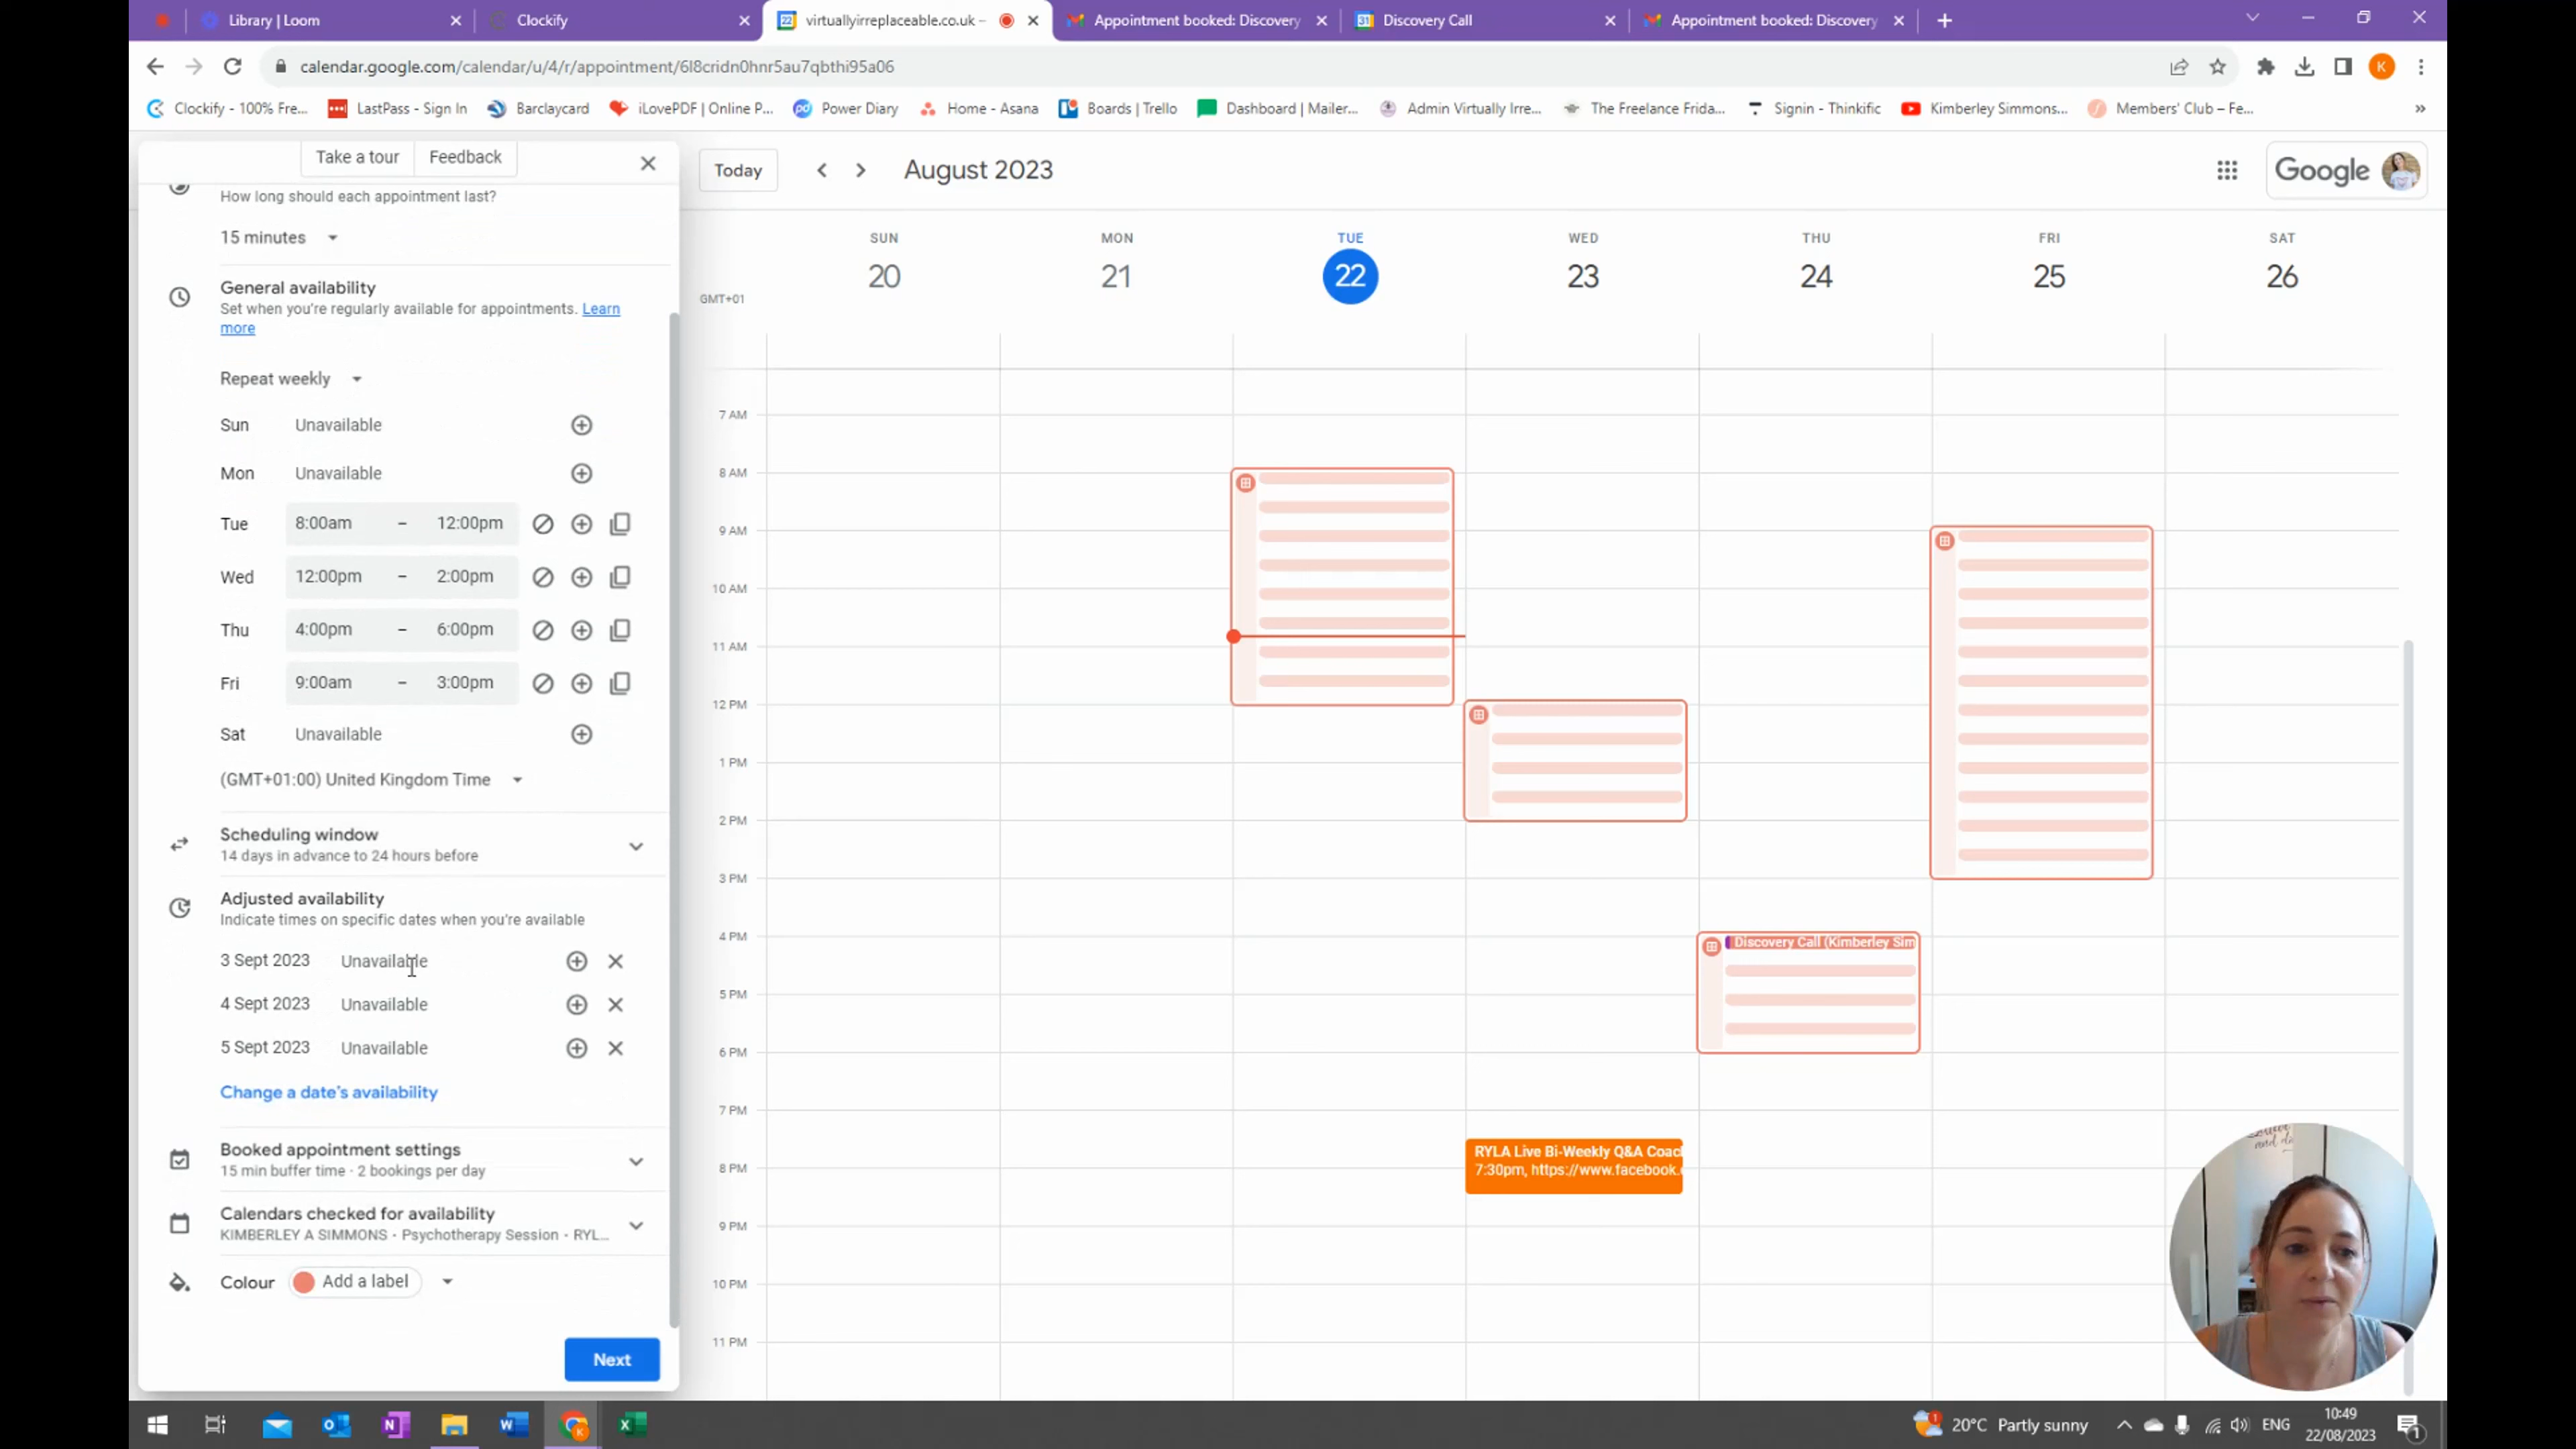 Library | Loom
Clockify
22 virtuallyirreplaceable.co.uk –
Appointment booked: Discovery
31 Discovery Call
Appointment booked: Discovery
calendar.google.com/calendar/u/4/r/appointment/6l8cridn0hnr5au7qbthi95a06
K
Clockify - 100% Fre...
LastPass - Sign In
Barclaycard
iLovePDF | Online P...
pd Power Diary
Home - Asana
Boards | Trello
Dashboard | Mailer...
Admin Virtually Irre...
The Freelance Frida...
Signin - Thinkific
Kimberley Simmons...
Members' Club – Fe...
Take a tour
Feedback
How long should each appointment last?
15 minutes
General availability
Set when you're regularly available for appointments. Learn
more
Repeat weekly
Sun Unavailable
Mon Unavailable
Tue 8:00am – 12:00pm
Wed 12:00pm – 2:00pm
Thu 4:00pm – 6:00pm
Fri 9:00am – 3:00pm
Sat Unavailable
(GMT+01:00) United Kingdom Time
Scheduling window
14 days in advance to 24 hours before
Adjusted availability
Indicate times on specific dates when you're available
3 Sept 2023 Unavailable
4 Sept 2023 Unavailable
5 Sept 2023 Unavailable
Change a date's availability
Booked appointment settings
15 min buffer time · 2 bookings per day
Calendars checked for availability
KIMBERLEY A SIMMONS - Psychotherapy Session - RYL...
Colour Add a label
Next
Today
August 2023
Google
GMT+01
SUN 20
MON 21
TUE 22
WED 23
THU 24
FRI 25
SAT 26
7 AM
8 AM
9 AM
10 AM
11 AM
12 PM
1 PM
2 PM
3 PM
4 PM
5 PM
6 PM
7 PM
8 PM
9 PM
10 PM
11 PM
Discovery Call (Kimberley Sim
RYLA Live Bi-Weekly Q&A Coac
7:30pm, https://www.facebook.
and di
20°C Partly sunny
ENG
10:49
22/08/2023
1